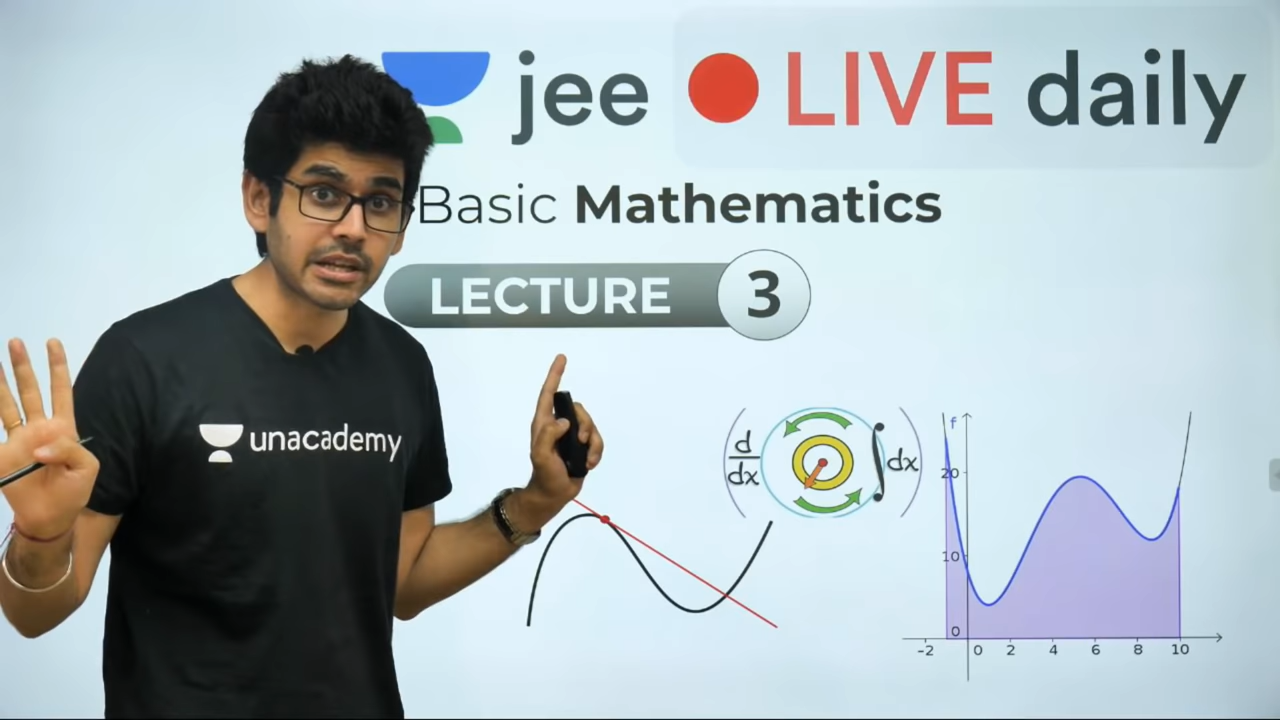 jee LIVE daily
Basic Mathematics
LECTURE 3
unacademy
d/dx ∫dx
f
20
10
0
-2 0 2 4 6 8 10